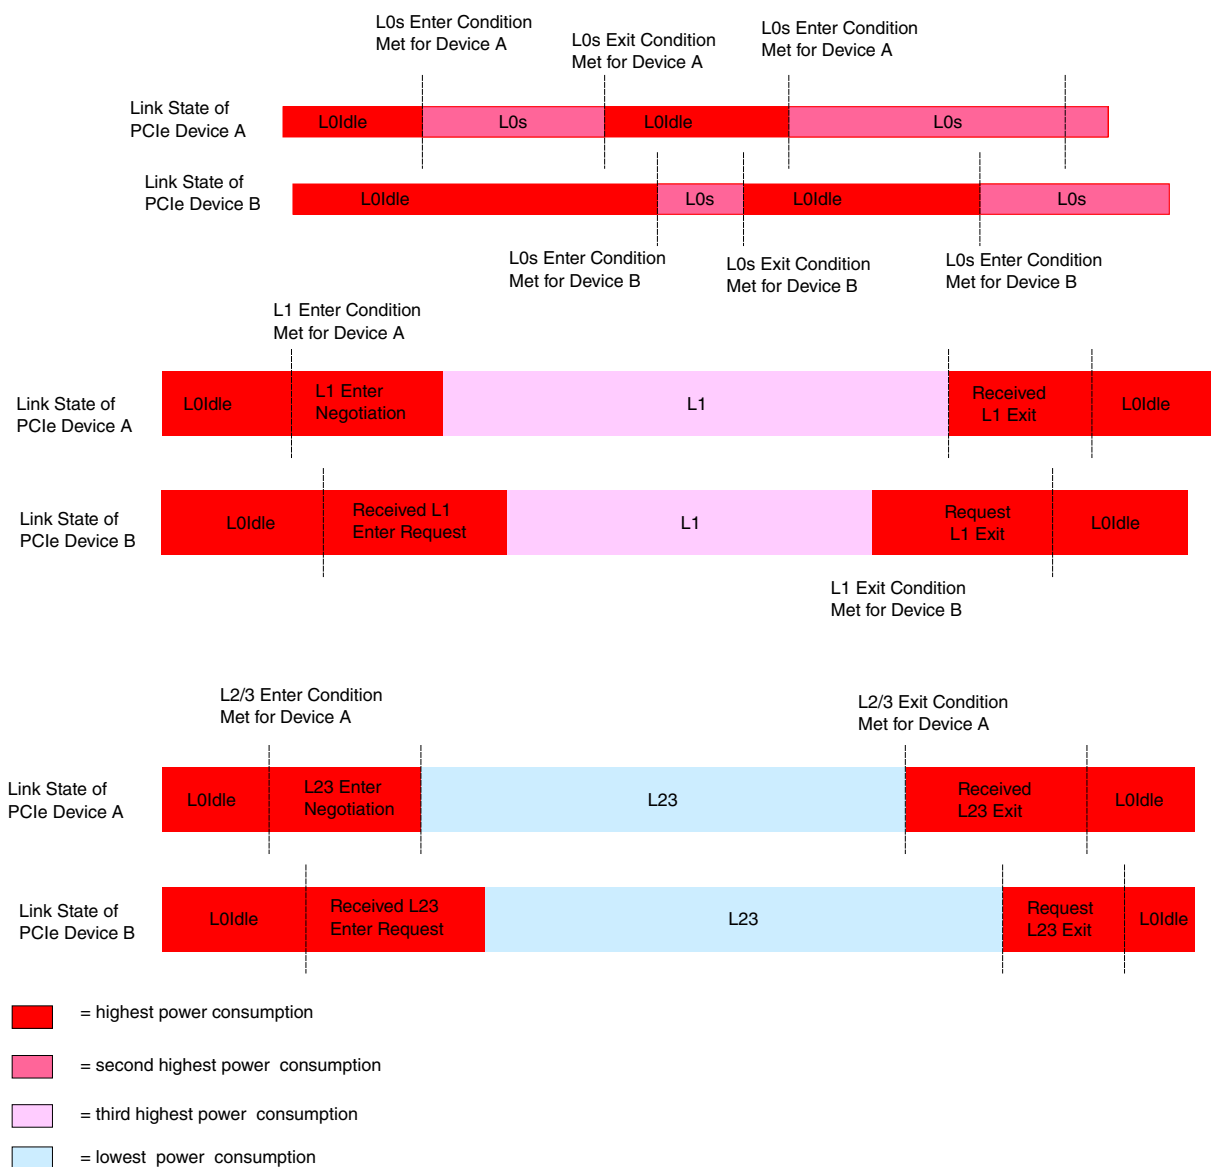 L0s Enter Condition
Met for Device A
L0s Exit Condition
Met for Device A
L0s Enter Condition
Met for Device A
Link State of
PCIe Device A
L0Idle
L0s
L0Idle
L0s
Link State of
PCIe Device B
L0Idle
L0s
L0Idle
L0s
L0s Enter Condition
Met for Device B
L0s Exit Condition
Met for Device B
L0s Enter Condition
Met for Device B
L1 Enter Condition
Met for Device A
Link State of
PCIe Device A
L0Idle
L1 Enter
Negotiation
L1
Received
L1 Exit
L0Idle
Link State of
PCIe Device B
L0Idle
Received L1
Enter Request
L1
Request
L1 Exit
L0Idle
L1 Exit Condition
Met for Device B
L2/3 Enter Condition
Met for Device A
L2/3 Exit Condition
Met for Device A
Link State of
PCIe Device A
L0Idle
L23 Enter
Negotiation
L23
Received
L23 Exit
L0Idle
Link State of
PCIe Device B
L0Idle
Received L23
Enter Request
L23
Request
L23 Exit
L0Idle
= highest power consumption
= second highest power consumption
= third highest power consumption
= lowest power consumption